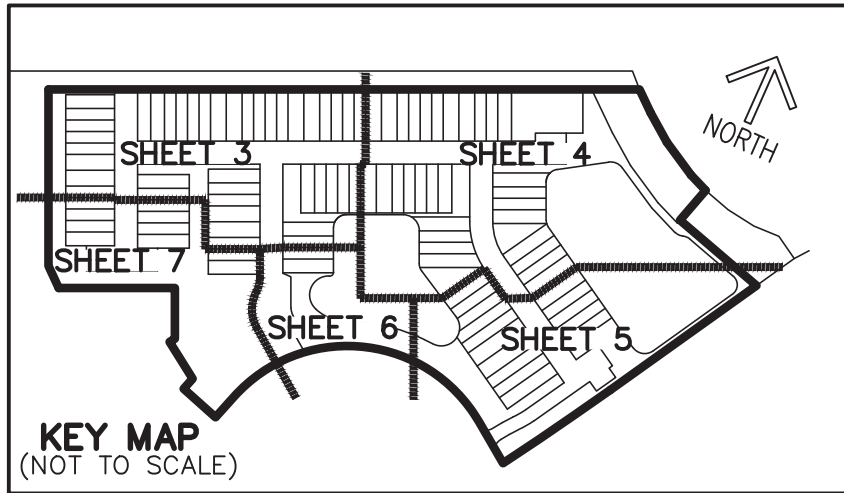 NORTH
SHEET 3
SHEET 4
SHEET 7
SHEET 6
SHEET 5
KEY MAP
(NOT TO SCALE)